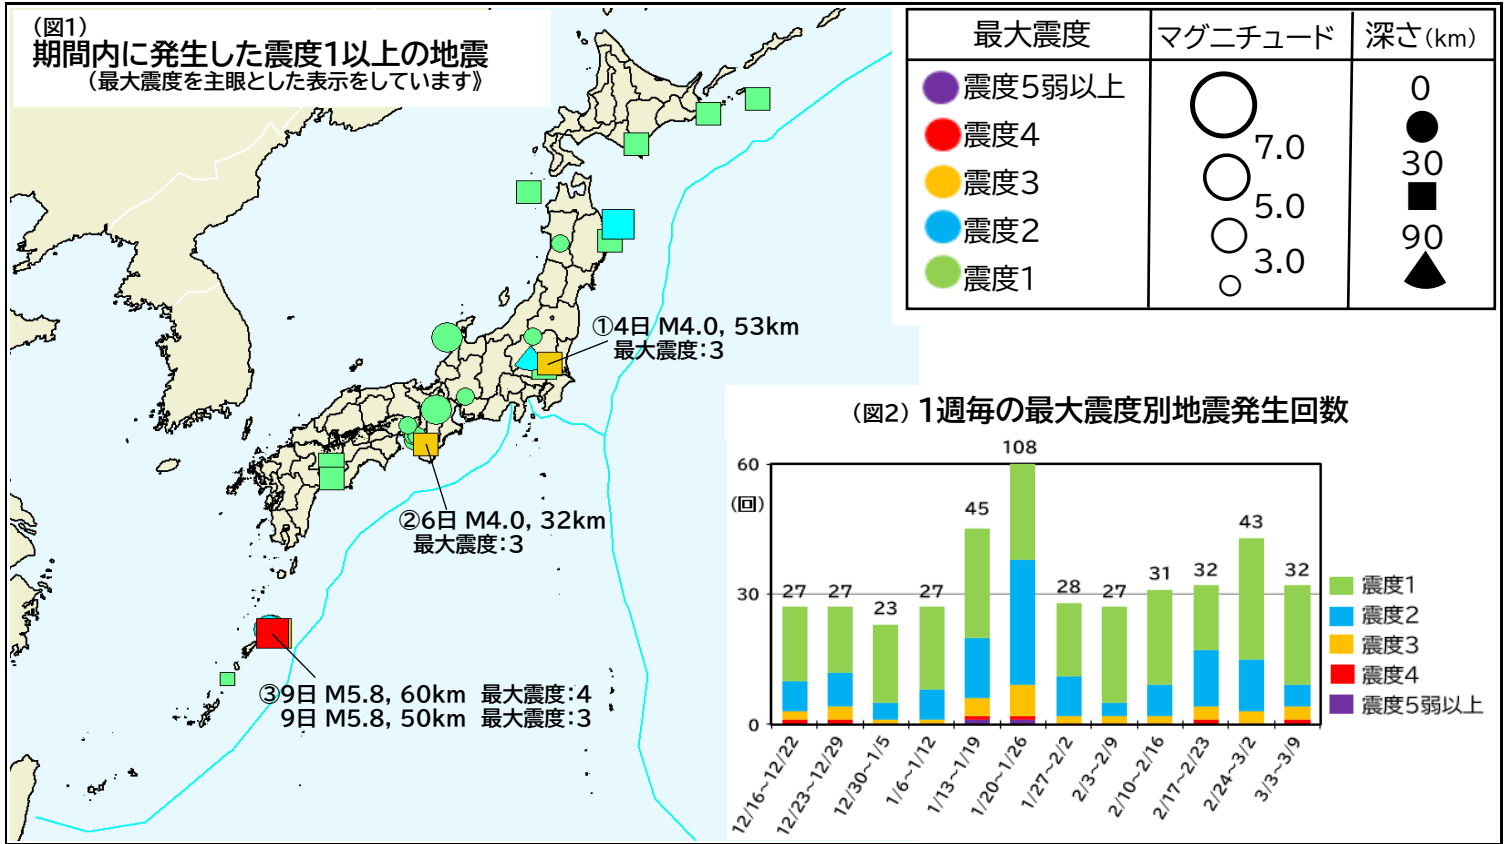 (図1)
期間内に発生した震度1以上の地震
(最大震度を主眼とした表示をしています》
最大震度
マグニチュード
深さ(km)
震度5弱以上
震度4
震度3
震度2
震度1
7.0
5.0
3.0
0
30
90
①4日 M4.0, 53km
最大震度:3
②6日 M4.0, 32km
最大震度:3
③9日 M5.8, 60km 最大震度:4
9日 M5.8, 50km 最大震度:3
(図2) 1週毎の最大震度別地震発生回数
(回)
60
30
0
27
27
23
27
45
108
28
27
31
32
43
32
12/16~12/22
12/23~12/29
12/30~1/5
1/6~1/12
1/13~1/19
1/20~1/26
1/27~2/2
2/3~2/9
2/10~2/16
2/17~2/23
2/24~3/2
3/3~3/9
震度1
震度2
震度3
震度4
震度5弱以上